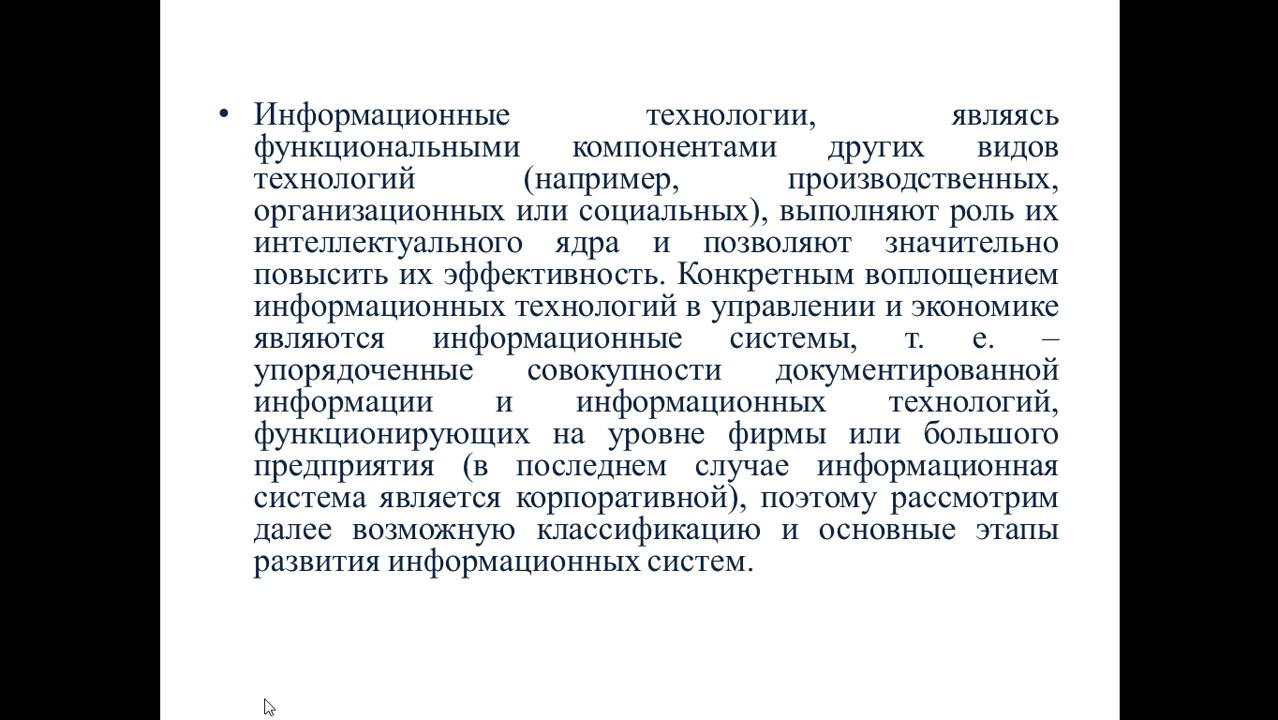 • Информационные технологии, являясь
функциональными компонентами других видов
технологий (например, производственных,
организационных или социальных), выполняют роль их
интеллектуального ядра и позволяют значительно
повысить их эффективность. Конкретным воплощением
информационных технологий в управлении и экономике
являются информационные системы, т. е. –
упорядоченные совокупности документированной
информации и информационных технологий,
функционирующих на уровне фирмы или большого
предприятия (в последнем случае информационная
система является корпоративной), поэтому рассмотрим
далее возможную классификацию и основные этапы
развития информационных систем.